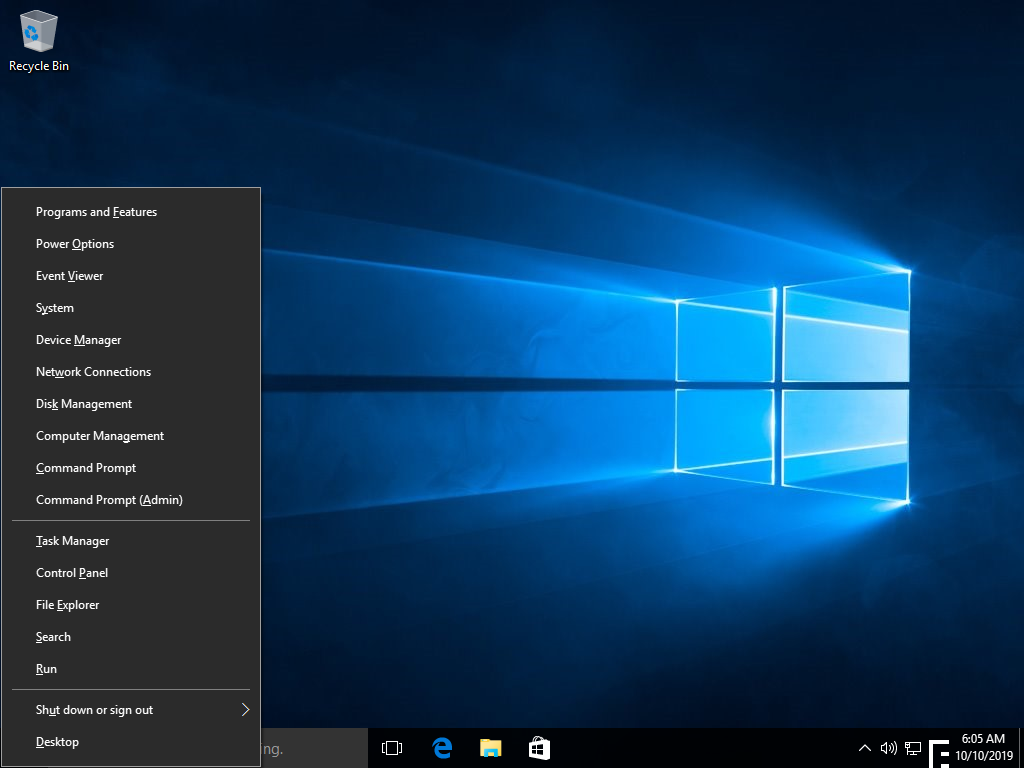 Recycle Bin
Programs and Features
Power Options
Event Viewer
System
Device Manager
Network Connections
Disk Management
Computer Management
Command Prompt
Command Prompt (Admin)
Task Manager
Control Panel
File Explorer
Search
Run
Shut down or sign out
Desktop
ing.
6:05 AM
10/10/2019